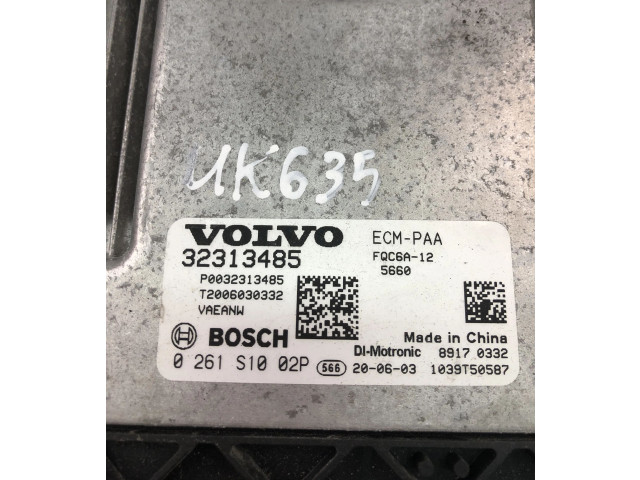 UK635
VOLVO ECM-PAA
32313485 FQC6A-12
P0032313485 5660
T2006030332
VAEANW
BOSCH Made in China
DI-Motronic 8917 0332
0 261 S10 02P 566 20-06-03 1039T50587